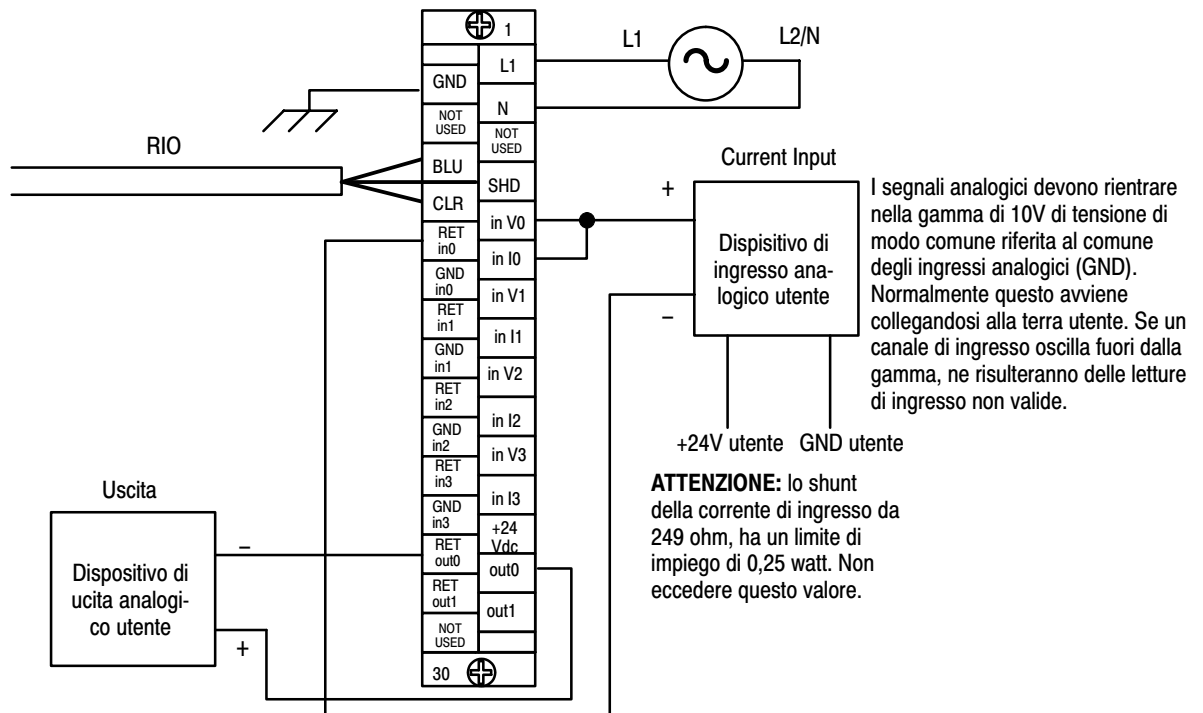 1
L1
L2/N
L1
GND
N
NOT
USED
NOT
USED
RIO
BLU
SHD
CLR
in V0
RET
in0
in I0
GND
in0
in V1
RET
in1
in I1
GND
in1
in V2
RET
in2
in I2
GND
in2
in V3
RET
in3
in I3
GND
in3
+24
Vdc
RET
out0
out0
RET
out1
out1
NOT
USED
30
Current Input
+
Dispisitivo di
ingresso ana-
logico utente
–
+24V utente GND utente
I segnali analogici devono rientrare
nella gamma di 10V di tensione di
modo comune riferita al comune
degli ingressi analogici (GND).
Normalmente questo avviene
collegandosi alla terra utente. Se un
canale di ingresso oscilla fuori dalla
gamma, ne risulteranno delle letture
di ingresso non valide.
ATTENZIONE: lo shunt
della corrente di ingresso da
249 ohm, ha un limite di
impiego di 0,25 watt. Non
eccedere questo valore.
Uscita
–
Dispositivo di
ucita analogi-
co utente
+